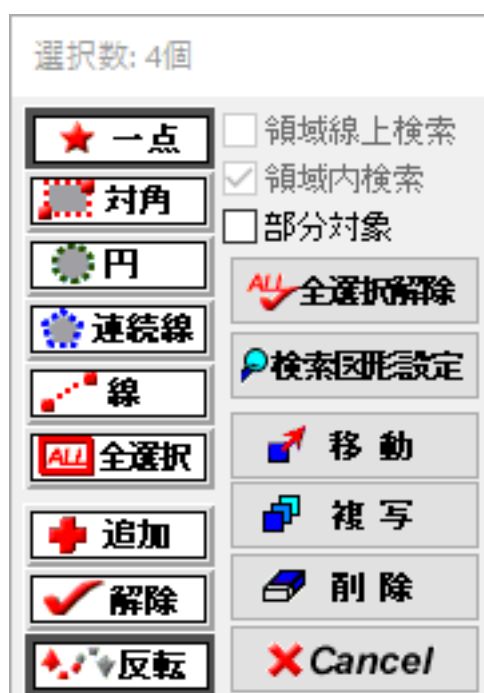 選択数: 4個
一点
対角
円
連続線
線
ALL 全選択
追加
解除
反転
領域線上検索
領域内検索
部分対象
ALL 全選択解除
検索図形設定
移動
複写
削除
Cancel